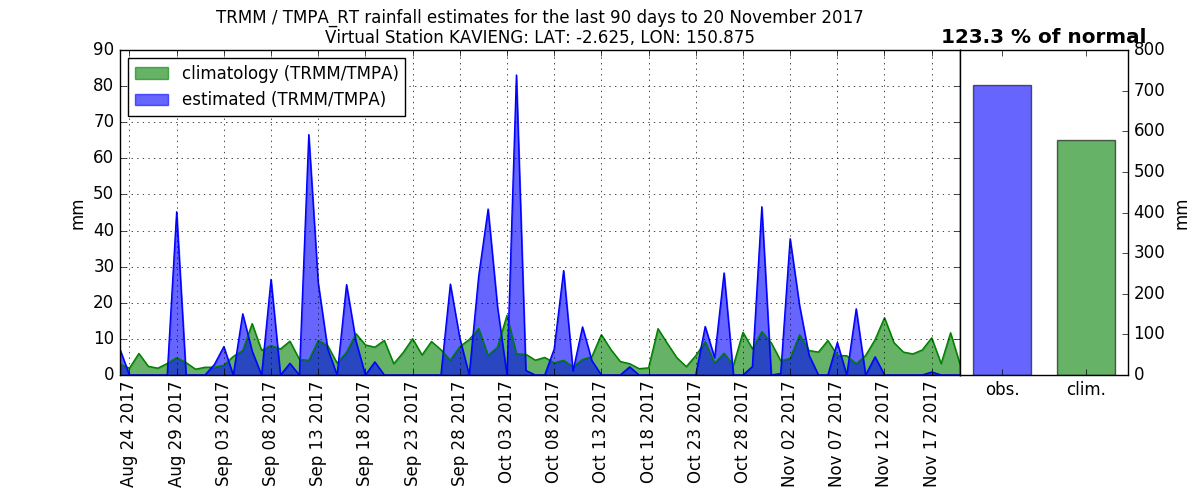 TRMM / TMPA_RT rainfall estimates for the last 90 days to 20 November 2017
Virtual Station KAVIENG: LAT: -2.625, LON: 150.875
123.3 % of normal
climatology (TRMM/TMPA)
estimated (TRMM/TMPA)
mm
90
80
70
60
50
40
30
20
10
0
Aug 24 2017
Aug 29 2017
Sep 03 2017
Sep 08 2017
Sep 13 2017
Sep 18 2017
Sep 23 2017
Sep 28 2017
Oct 03 2017
Oct 08 2017
Oct 13 2017
Oct 18 2017
Oct 23 2017
Oct 28 2017
Nov 02 2017
Nov 07 2017
Nov 12 2017
Nov 17 2017
obs.
clim.
800
700
600
500
400
300
200
100
0
mm